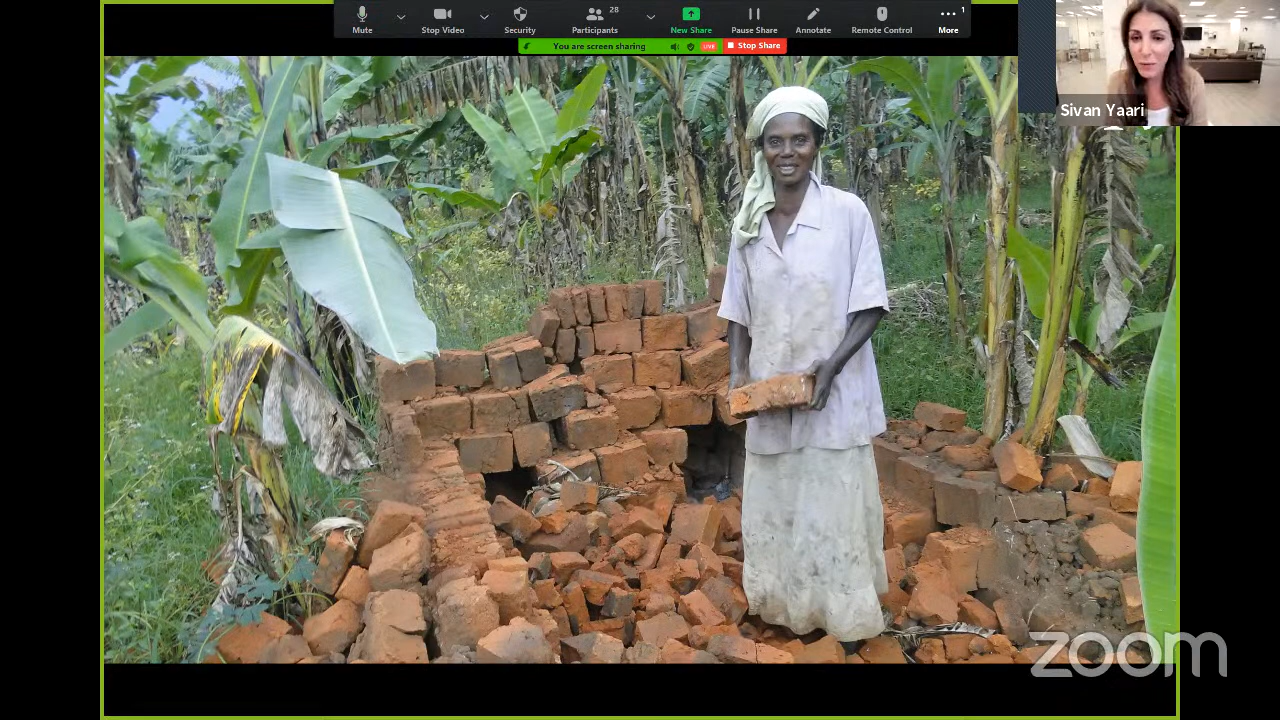 28
1
Mute
Stop Video
Security
Participants
New Share
Pause Share
Annotate
Remote Control
More
You are screen sharing
LIVE
Stop Share
Sivan Yaari
zoom